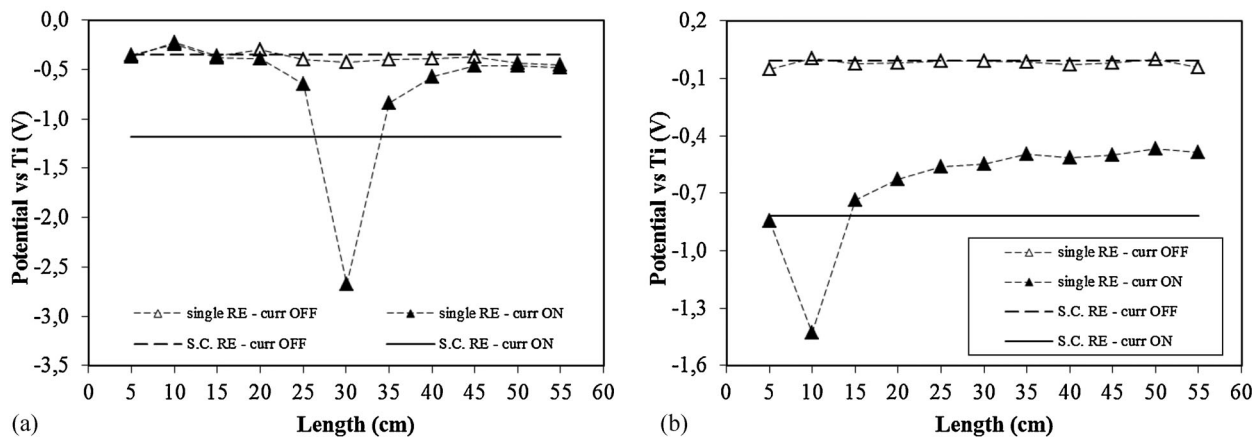 0,0
-0,5
-1,0
-1,5
-2,0
-2,5
-3,0
-3,5
Potential vs Ti (V)
single RE - curr OFF
single RE - curr ON
S.C. RE - curr OFF
S.C. RE - curr ON
0 5 10 15 20 25 30 35 40 45 50 55 60
Length (cm)
(a)
0,2
-0,1
-0,4
-0,7
-1,0
-1,3
-1,6
Potential vs Ti (V)
single RE - curr OFF
single RE - curr ON
S.C. RE - curr OFF
S.C. RE - curr ON
0 5 10 15 20 25 30 35 40 45 50 55 60
Length (cm)
(b)